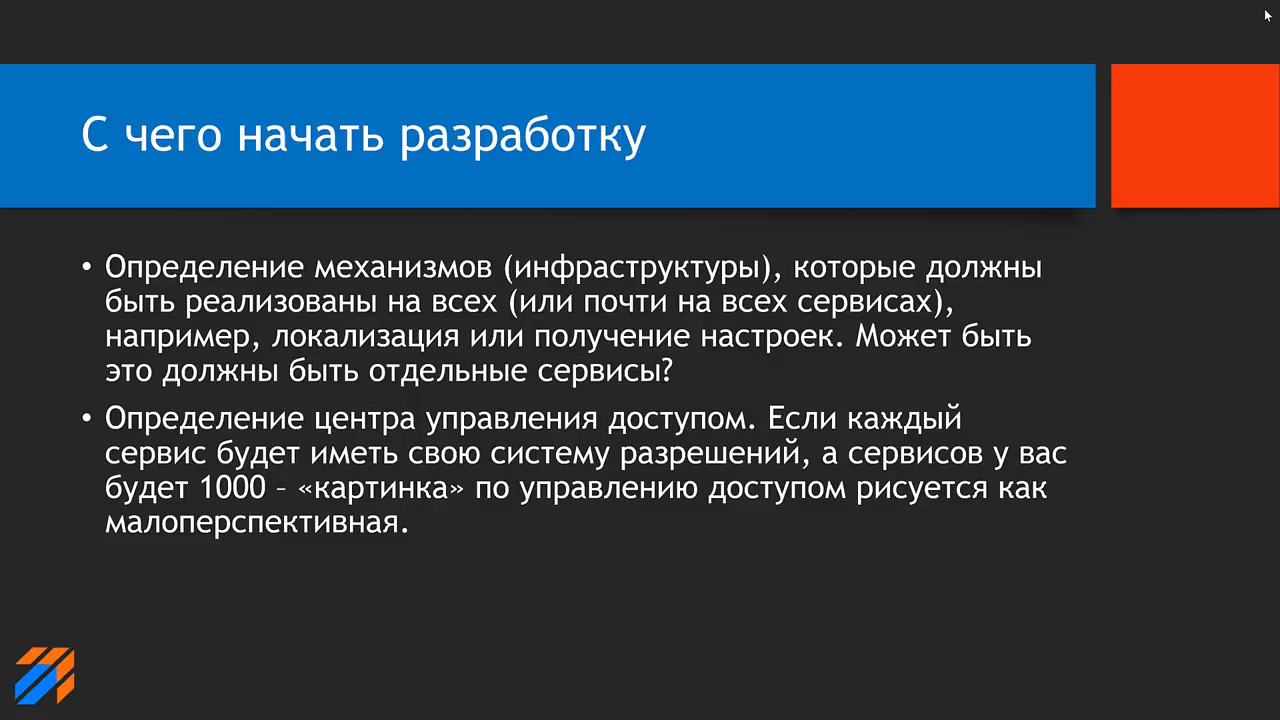 С чего начать разработку
• Определение механизмов (инфраструктуры), которые должны
быть реализованы на всех (или почти на всех сервисах),
например, локализация или получение настроек. Может быть
это должны быть отдельные сервисы?
• Определение центра управления доступом. Если каждый
сервис будет иметь свою систему разрешений, а сервисов у вас
будет 1000 – «картинка» по управлению доступом рисуется как
малоперспективная.